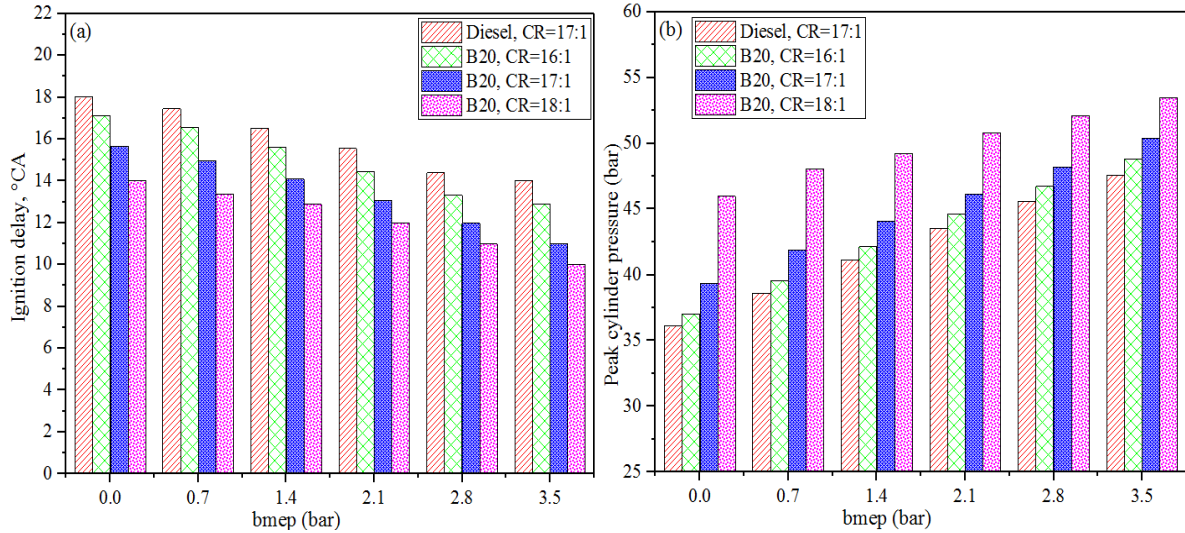 (a)
Diesel, CR=17:1
B20, CR=16:1
B20, CR=17:1
B20, CR=18:1
Ignition delay, °CA
22
20
18
16
14
12
10
8
6
4
2
0
0.0 0.7 1.4 2.1 2.8 3.5
bmep (bar)
(b)
Diesel, CR=17:1
B20, CR=16:1
B20, CR=17:1
B20, CR=18:1
Peak cylinder pressure (bar)
60
55
50
45
40
35
30
25
0.0 0.7 1.4 2.1 2.8 3.5
bmep (bar)